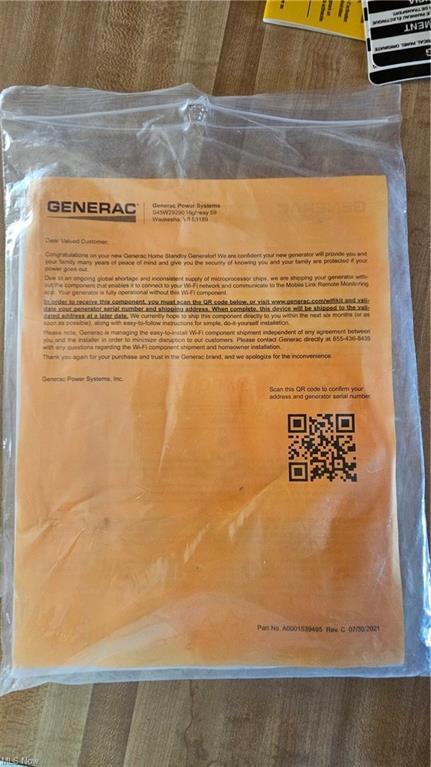 GENERAC
Generac Power Systems
S45W29290 Highway 59
Waukesha, WI 53189
Dear Valued Customer,
Congratulations on your new Generac Home Standby Generator! We are confident your new generator will provide you and
your family many years of peace of mind and give you the security of knowing you and your family are protected if your
power goes out.
Due to an ongoing global shortage and inconsistent supply of microprocessor chips, we are shipping your generator with-
out the component that enables it to connect to your Wi-Fi network and communicate to the Mobile Link Remote Monitoring
app. Your generator is fully operational without this Wi-Fi component.
In order to receive this component, you must scan the QR code below, or visit www.generac.com/wifikit and vali-
date your generator serial number and shipping address. When complete, this device will be shipped to the vali-
dated address at a later date. We currently hope to ship this component directly to you within the next six months (or as
soon as possible), along with easy-to-follow instructions for simple, do-it-yourself installation.
Please note, Generac is managing the easy-to-install Wi-Fi component shipment independent of any agreement between
you and the installer in order to minimize disruption to our customers. Please contact Generac directly at 855-436-8439
with any questions regarding the Wi-Fi component shipment and homeowner installation.
Thank you again for your purchase and trust in the Generac brand, and we apologize for the inconvenience.
Generac Power Systems, Inc.
Scan this QR code to confirm your
address and generator serial number.
Part No. A0001539495 Rev. C 07/30/2021
MLS Now